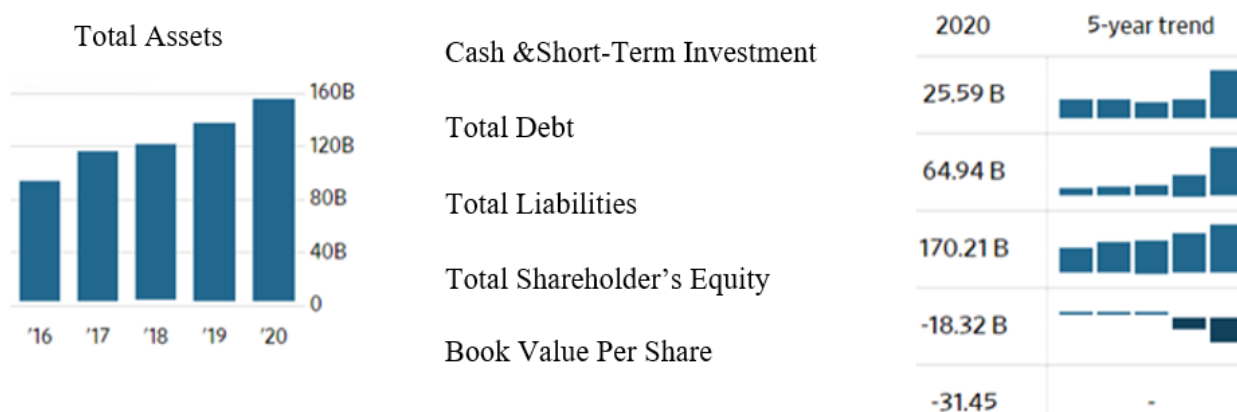 Total Assets
160B
120B
80B
40B
0
'16 '17 '18 '19 '20
Cash &Short-Term Investment
Total Debt
Total Liabilities
Total Shareholder’s Equity
Book Value Per Share
2020 5-year trend
25.59 B
64.94 B
170.21 B
-18.32 B
-31.45 -